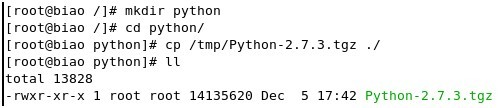 [root@biao /]# mkdir python
[root@biao /]# cd python/
[root@biao python]# cp /tmp/Python-2.7.3.tgz ./
[root@biao python]# ll
total 13828
-rwxr-xr-x 1 root root 14135620 Dec  5 17:42 Python-2.7.3.tgz